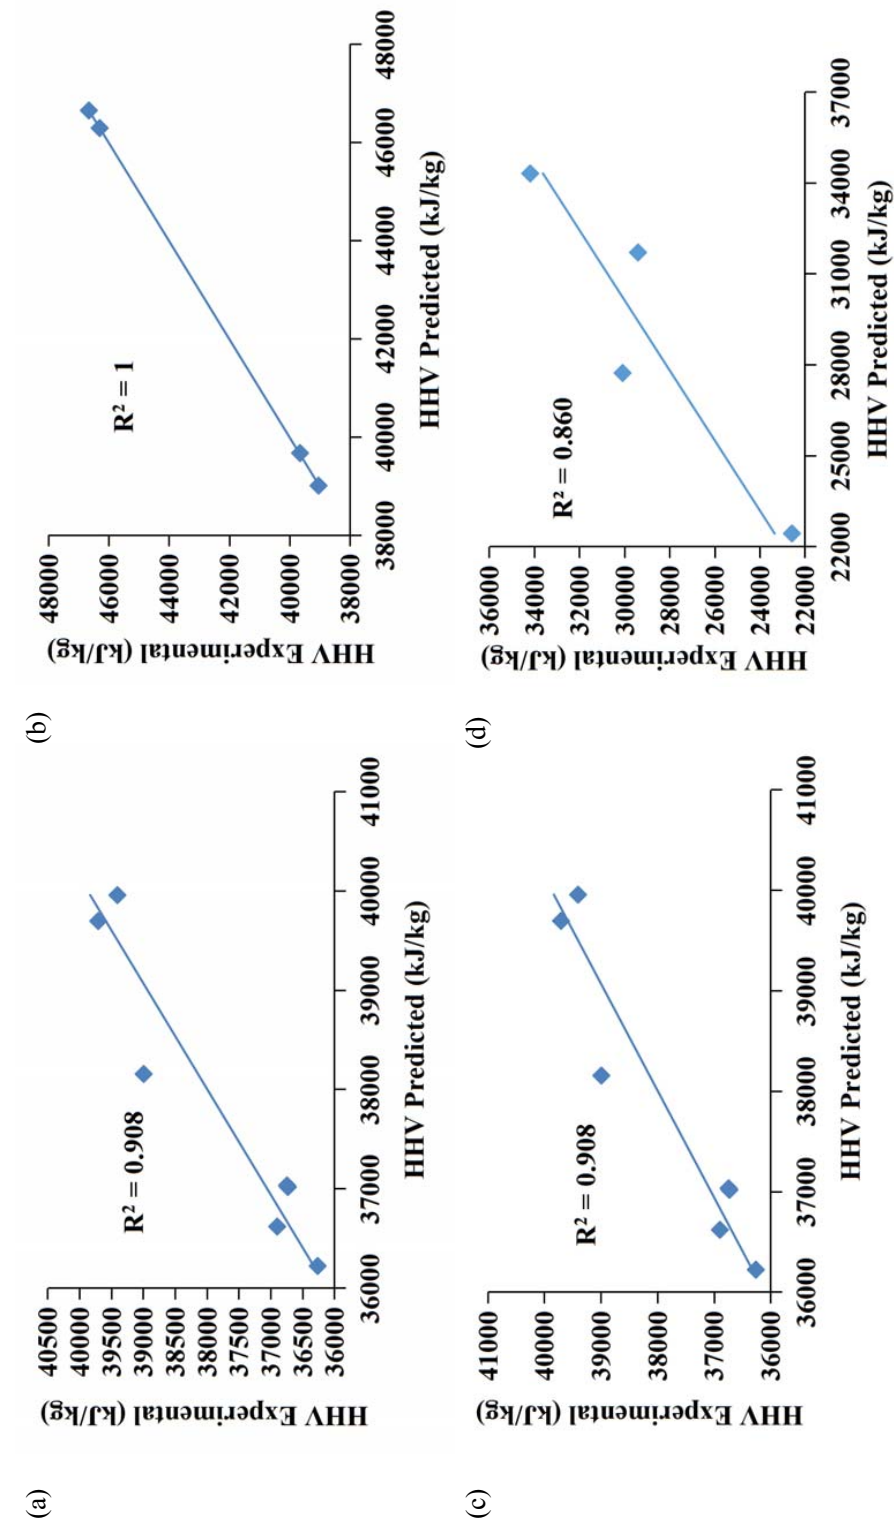 (a)
HHV Experimental (kJ/kg)
40500
40000
39500
39000
38500
38000
37500
37000
36500
36000
R² = 0.908
36000 37000 38000 39000 40000 41000
HHV Predicted (kJ/kg)
(b)
HHV Experimental (kJ/kg)
48000
46000
44000
42000
40000
38000
R² = 1
38000 40000 42000 44000 46000 48000
HHV Predicted (kJ/kg)
(c)
HHV Experimental (kJ/kg)
41000
40000
39000
38000
37000
36000
R² = 0.908
36000 37000 38000 39000 40000 41000
HHV Predicted (kJ/kg)
(d)
HHV Experimental (kJ/kg)
36000
34000
32000
30000
28000
26000
24000
22000
R² = 0.860
22000 25000 28000 31000 34000 37000
HHV Predicted (kJ/kg)